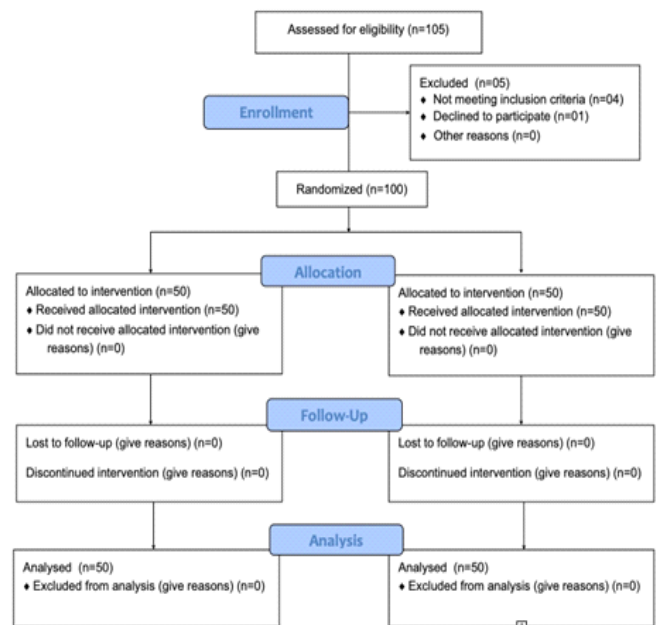 Assessed for eligibility (n=105)
Excluded (n=05)
♦ Not meeting inclusion criteria (n=04)
♦ Declined to participate (n=01)
♦ Other reasons (n=0)
Enrollment
Randomized (n=100)
Allocation
Allocated to intervention (n=50)
♦ Received allocated intervention (n=50)
♦ Did not receive allocated intervention (give
reasons) (n=0)
Allocated to intervention (n=50)
♦ Received allocated intervention (n=50)
♦ Did not receive allocated intervention (give
reasons) (n=0)
Follow-Up
Lost to follow-up (give reasons) (n=0)
Discontinued intervention (give reasons) (n=0)
Lost to follow-up (give reasons) (n=0)
Discontinued intervention (give reasons) (n=0)
Analysis
Analysed (n=50)
♦ Excluded from analysis (give reasons) (n=0)
Analysed (n=50)
♦ Excluded from analysis (give reasons) (n=0)